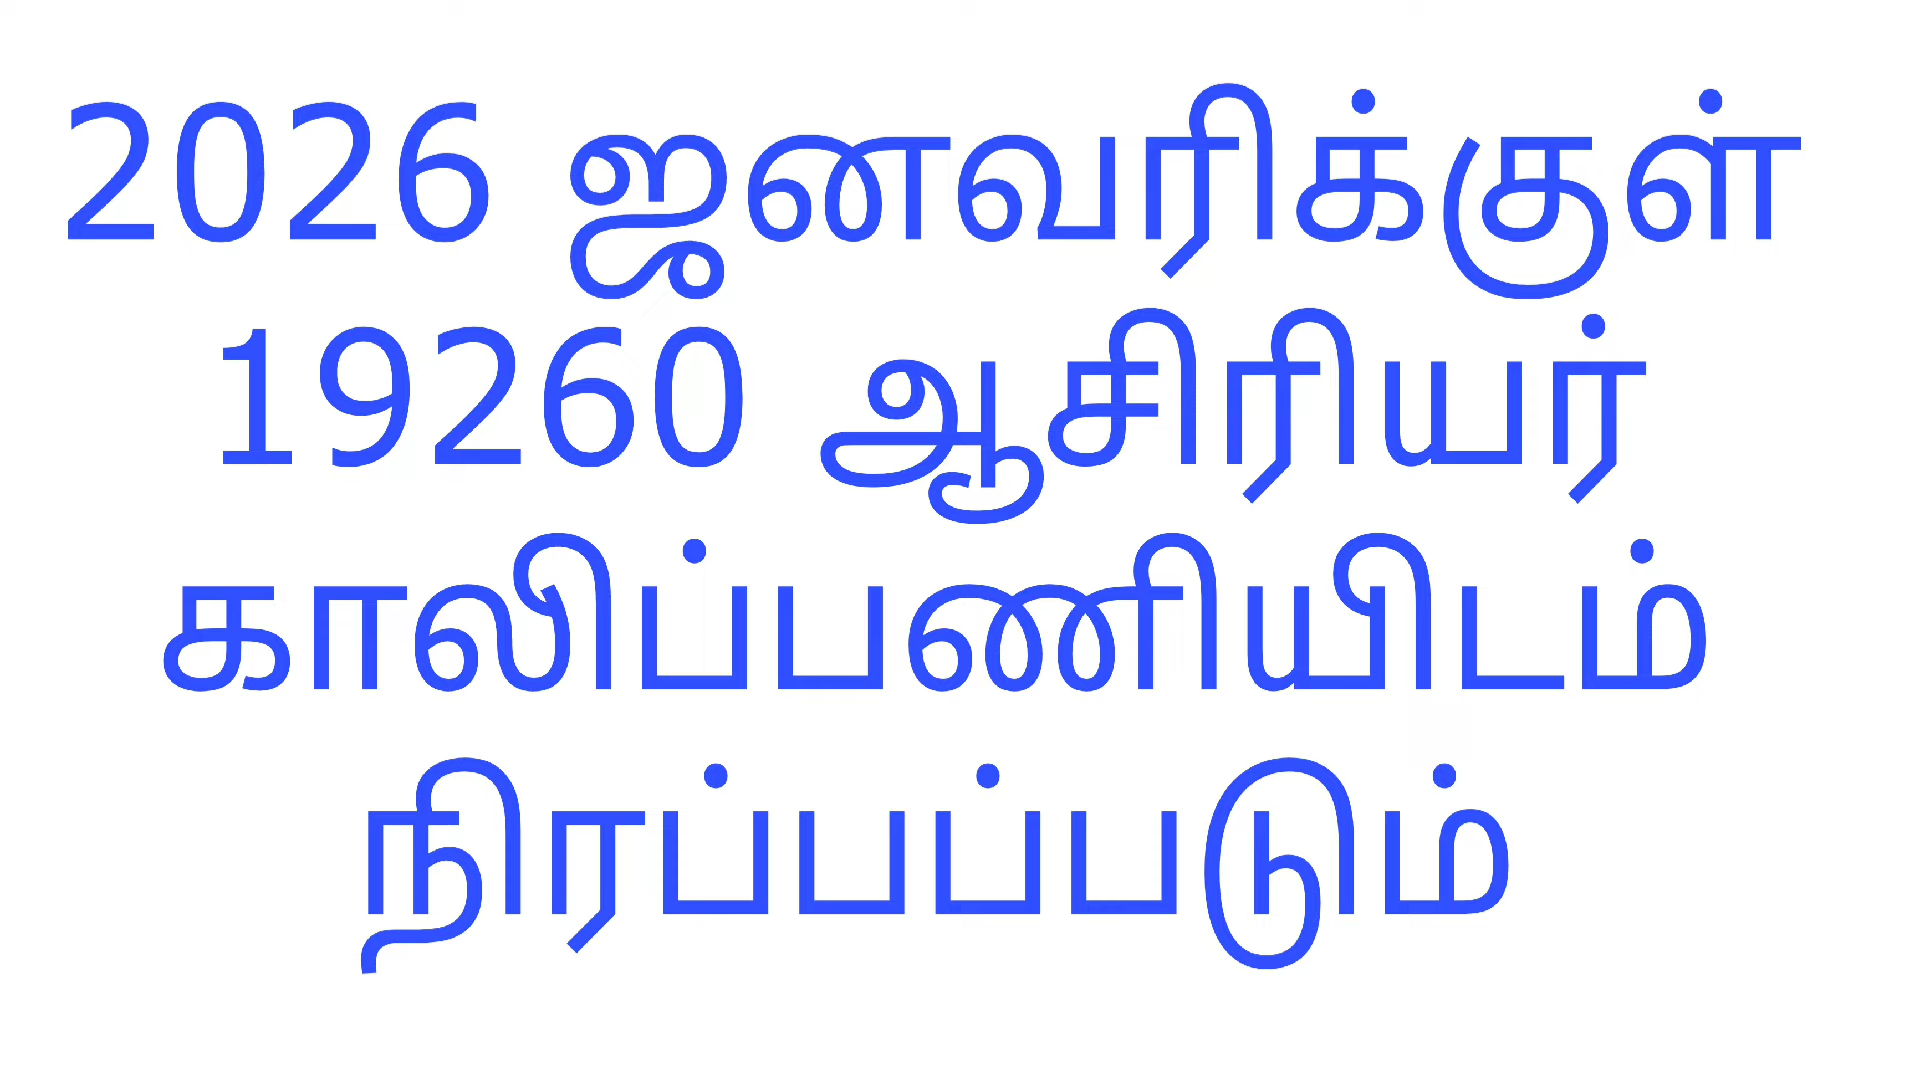 2026 ஜனவரிக்குள்
19260 ஆசிரியர்
காலிப்பணியிடம்
நிரப்பப்படும்